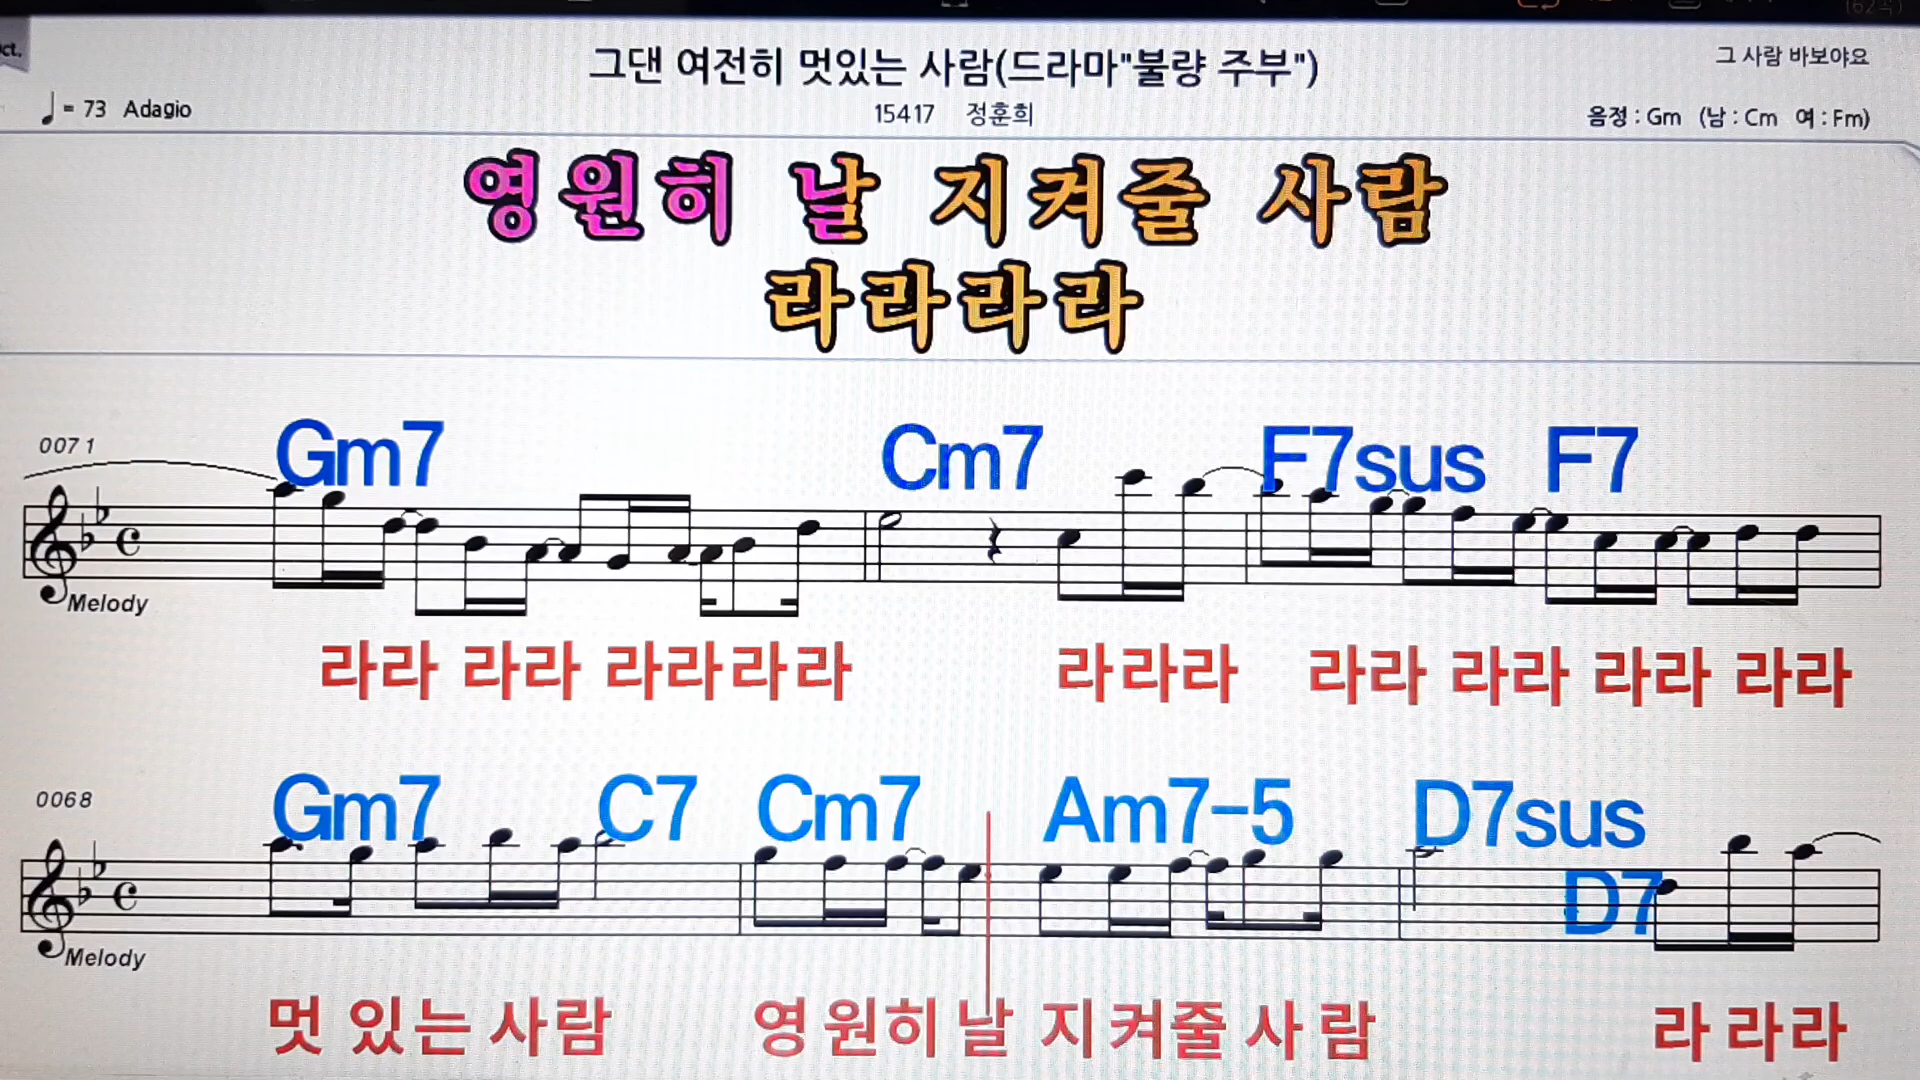 ct.
그댄 여전히 멋있는 사람(드라마"불량 주부")
그 사람 바보야요
= 73 Adagio
15417 정훈희
음정 : Gm (남 : Cm 여 : Fm)
영원히 날 지켜줄 사람
라라라라
Gm7 Cm7 F7sus F7
0071
Melody
라라 라라 라라라라 라라라 라라 라라 라라 라라
Gm7 C7 Cm7 Am7-5 D7sus
0068
D7
Melody
멋 있는사람 영원히날 지켜줄사람 라라라